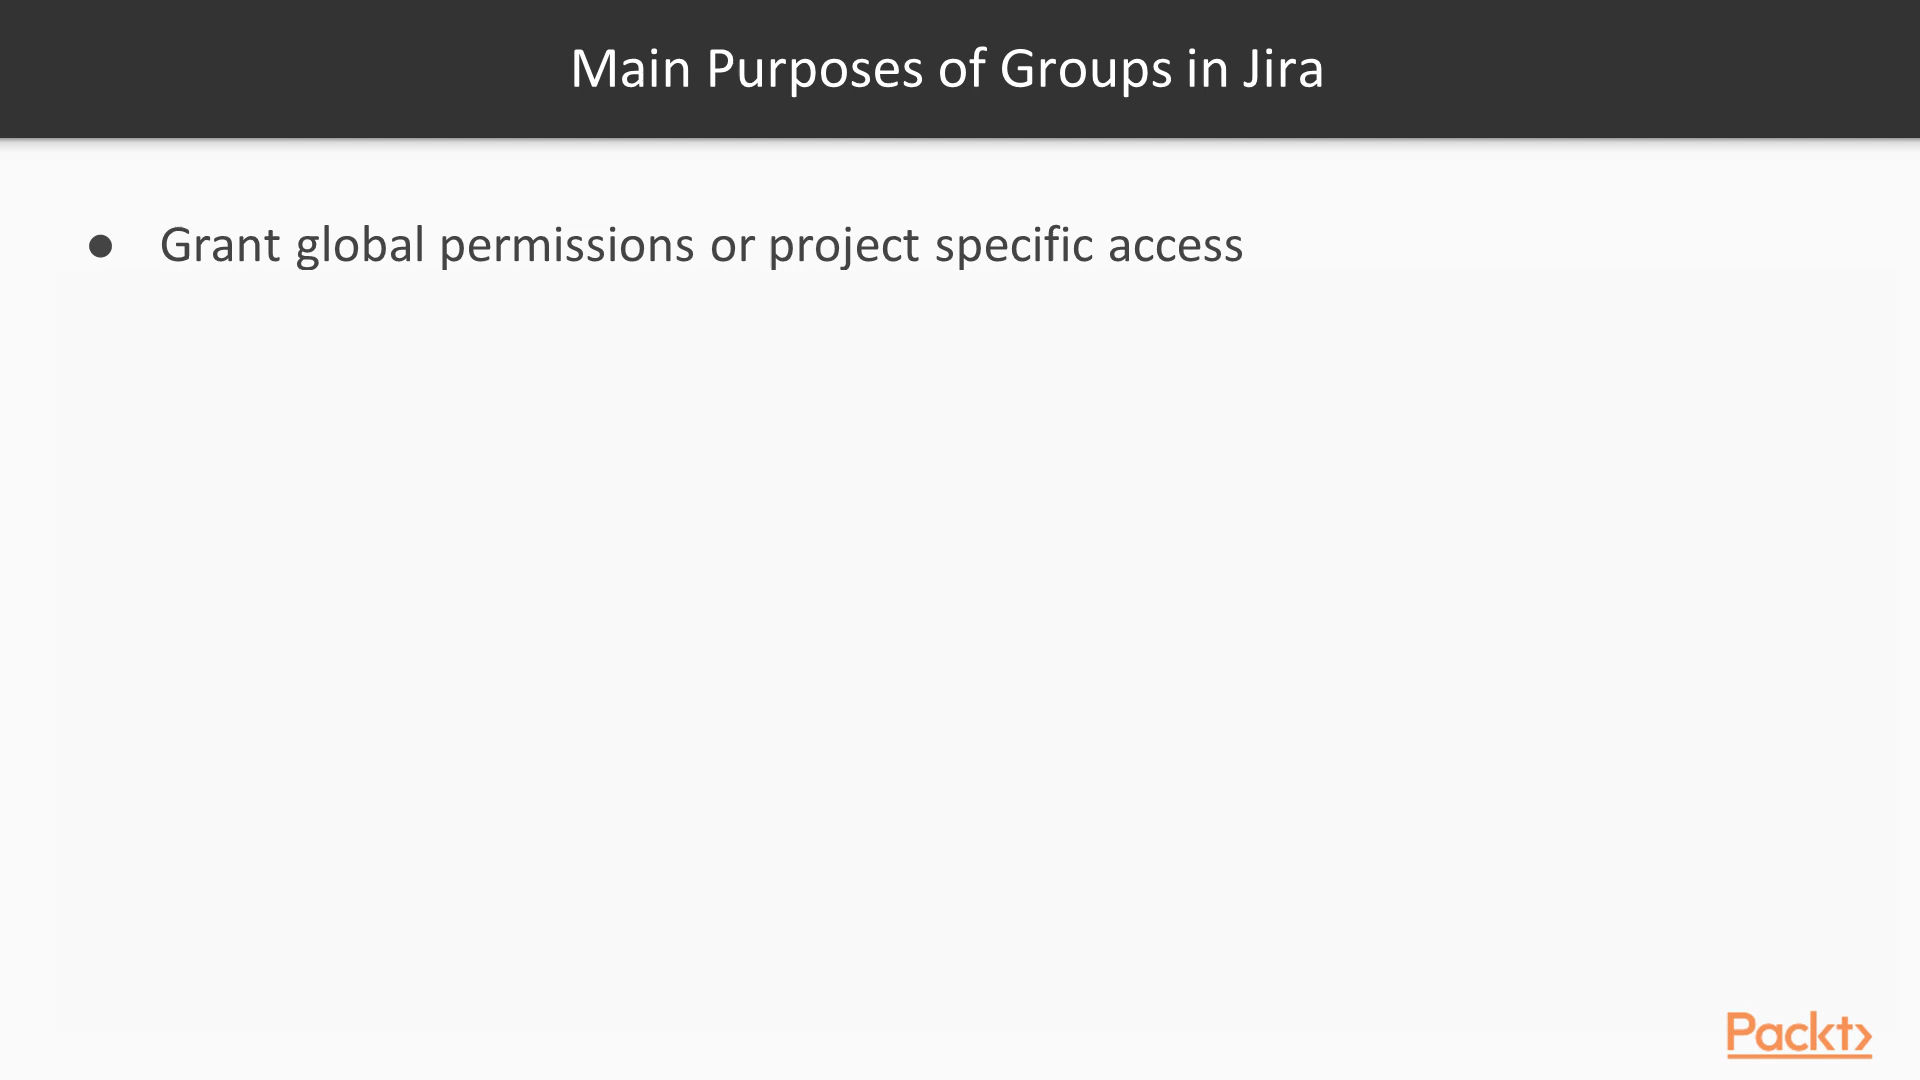 Main Purposes of Groups in Jira
● Grant global permissions or project specific access
Packt>